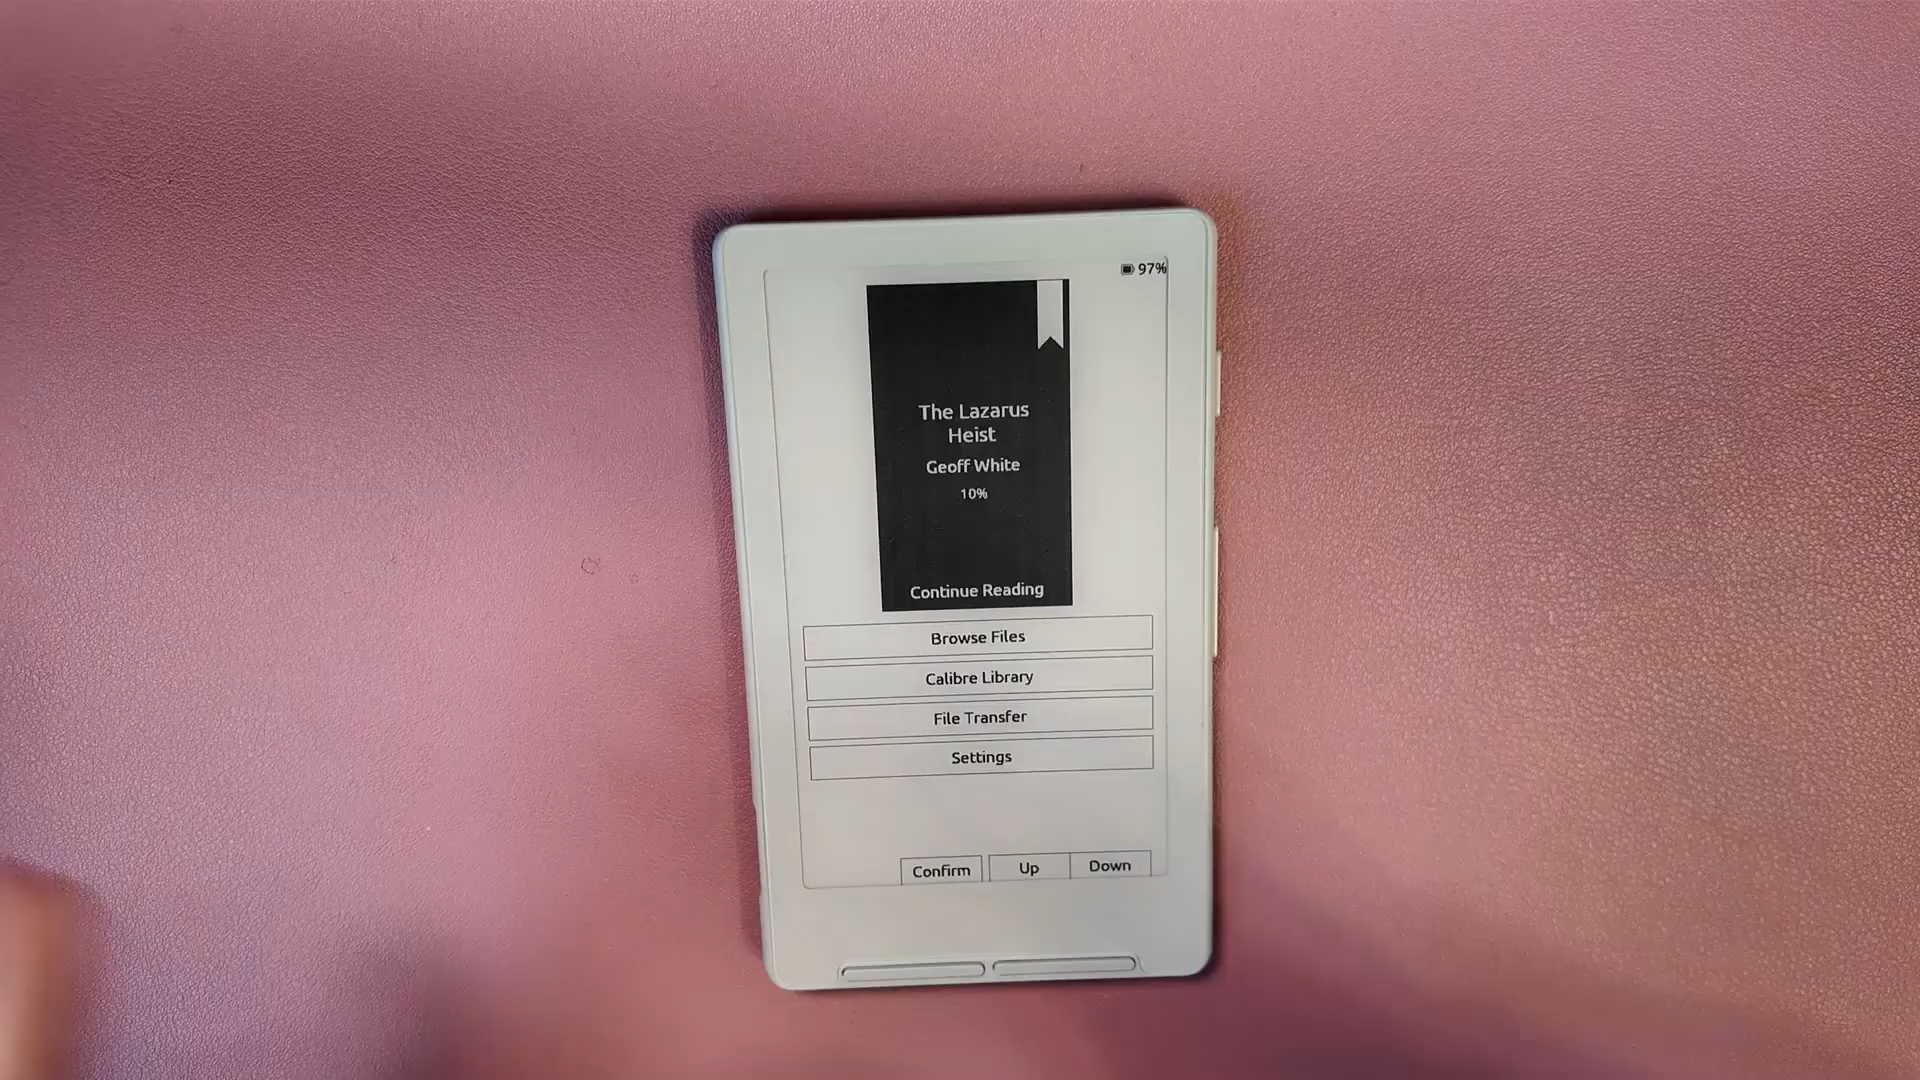 97%
The Lazarus
Heist
Geoff White
10%
Continue Reading
Browse Files
Calibre Library
File Transfer
Settings
Confirm Up Down